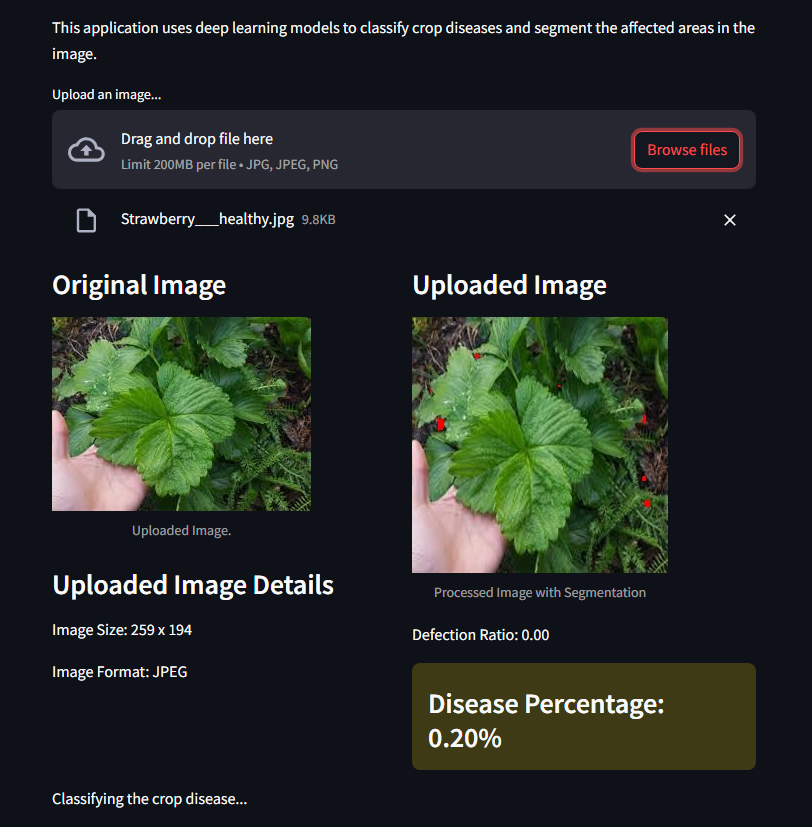 This application uses deep learning models to classify crop diseases and segment the affected areas in the
image.
Upload an image...
Drag and drop file here
Limit 200MB per file • JPG, JPEG, PNG
Browse files
Strawberry___healthy.jpg 9.8KB
Original Image
Uploaded Image.
Uploaded Image Details
Image Size: 259 x 194
Image Format: JPEG
Uploaded Image
Processed Image with Segmentation
Defection Ratio: 0.00
Disease Percentage:
0.20%
Classifying the crop disease...